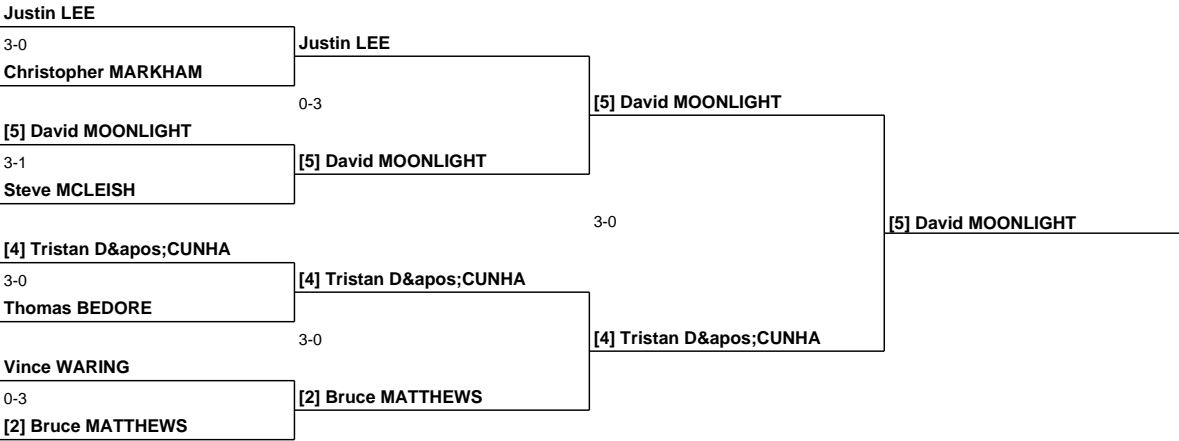 Justin LEE
3-0
Christopher MARKHAM
[5] David MOONLIGHT
3-1
Steve MCLEISH
[4] Tristan D&apos;CUNHA
3-0
Thomas BEDORE
Vince WARING
0-3
[2] Bruce MATTHEWS
Justin LEE
0-3
[5] David MOONLIGHT
[4] Tristan D&apos;CUNHA
3-0
[2] Bruce MATTHEWS
[5] David MOONLIGHT
3-0
[4] Tristan D&apos;CUNHA
[5] David MOONLIGHT